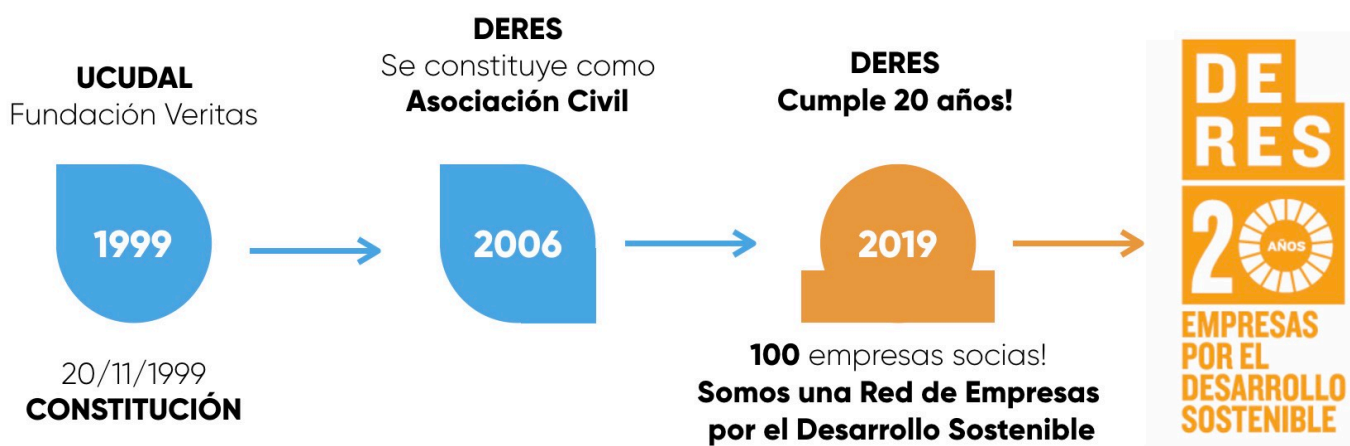 UCUDAL
Fundación Veritas
1999
20/11/1999
CONSTITUCIÓN
DERES
Se constituye como
Asociación Civil
2006
DERES
Cumple 20 años!
2019
100 empresas socias!
Somos una Red de Empresas
por el Desarrollo Sostenible
DE
RES
20
AÑOS
EMPRESAS
POR EL
DESARROLLO
SOSTENIBLE